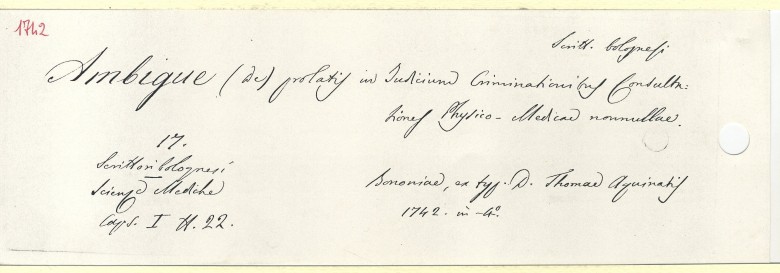 1742
Scritt. bolognesi
Ambigue (De) prolatis in Judicium Criminationibus Consulta:
tiones Physico-Medicae nonnullae.
17.
Scrittori bolognesi
Scienze Mediche
Caps. I N. 22.
Bononiae, ex typ. D. Thomae Aquinatis
1742. in-4°.